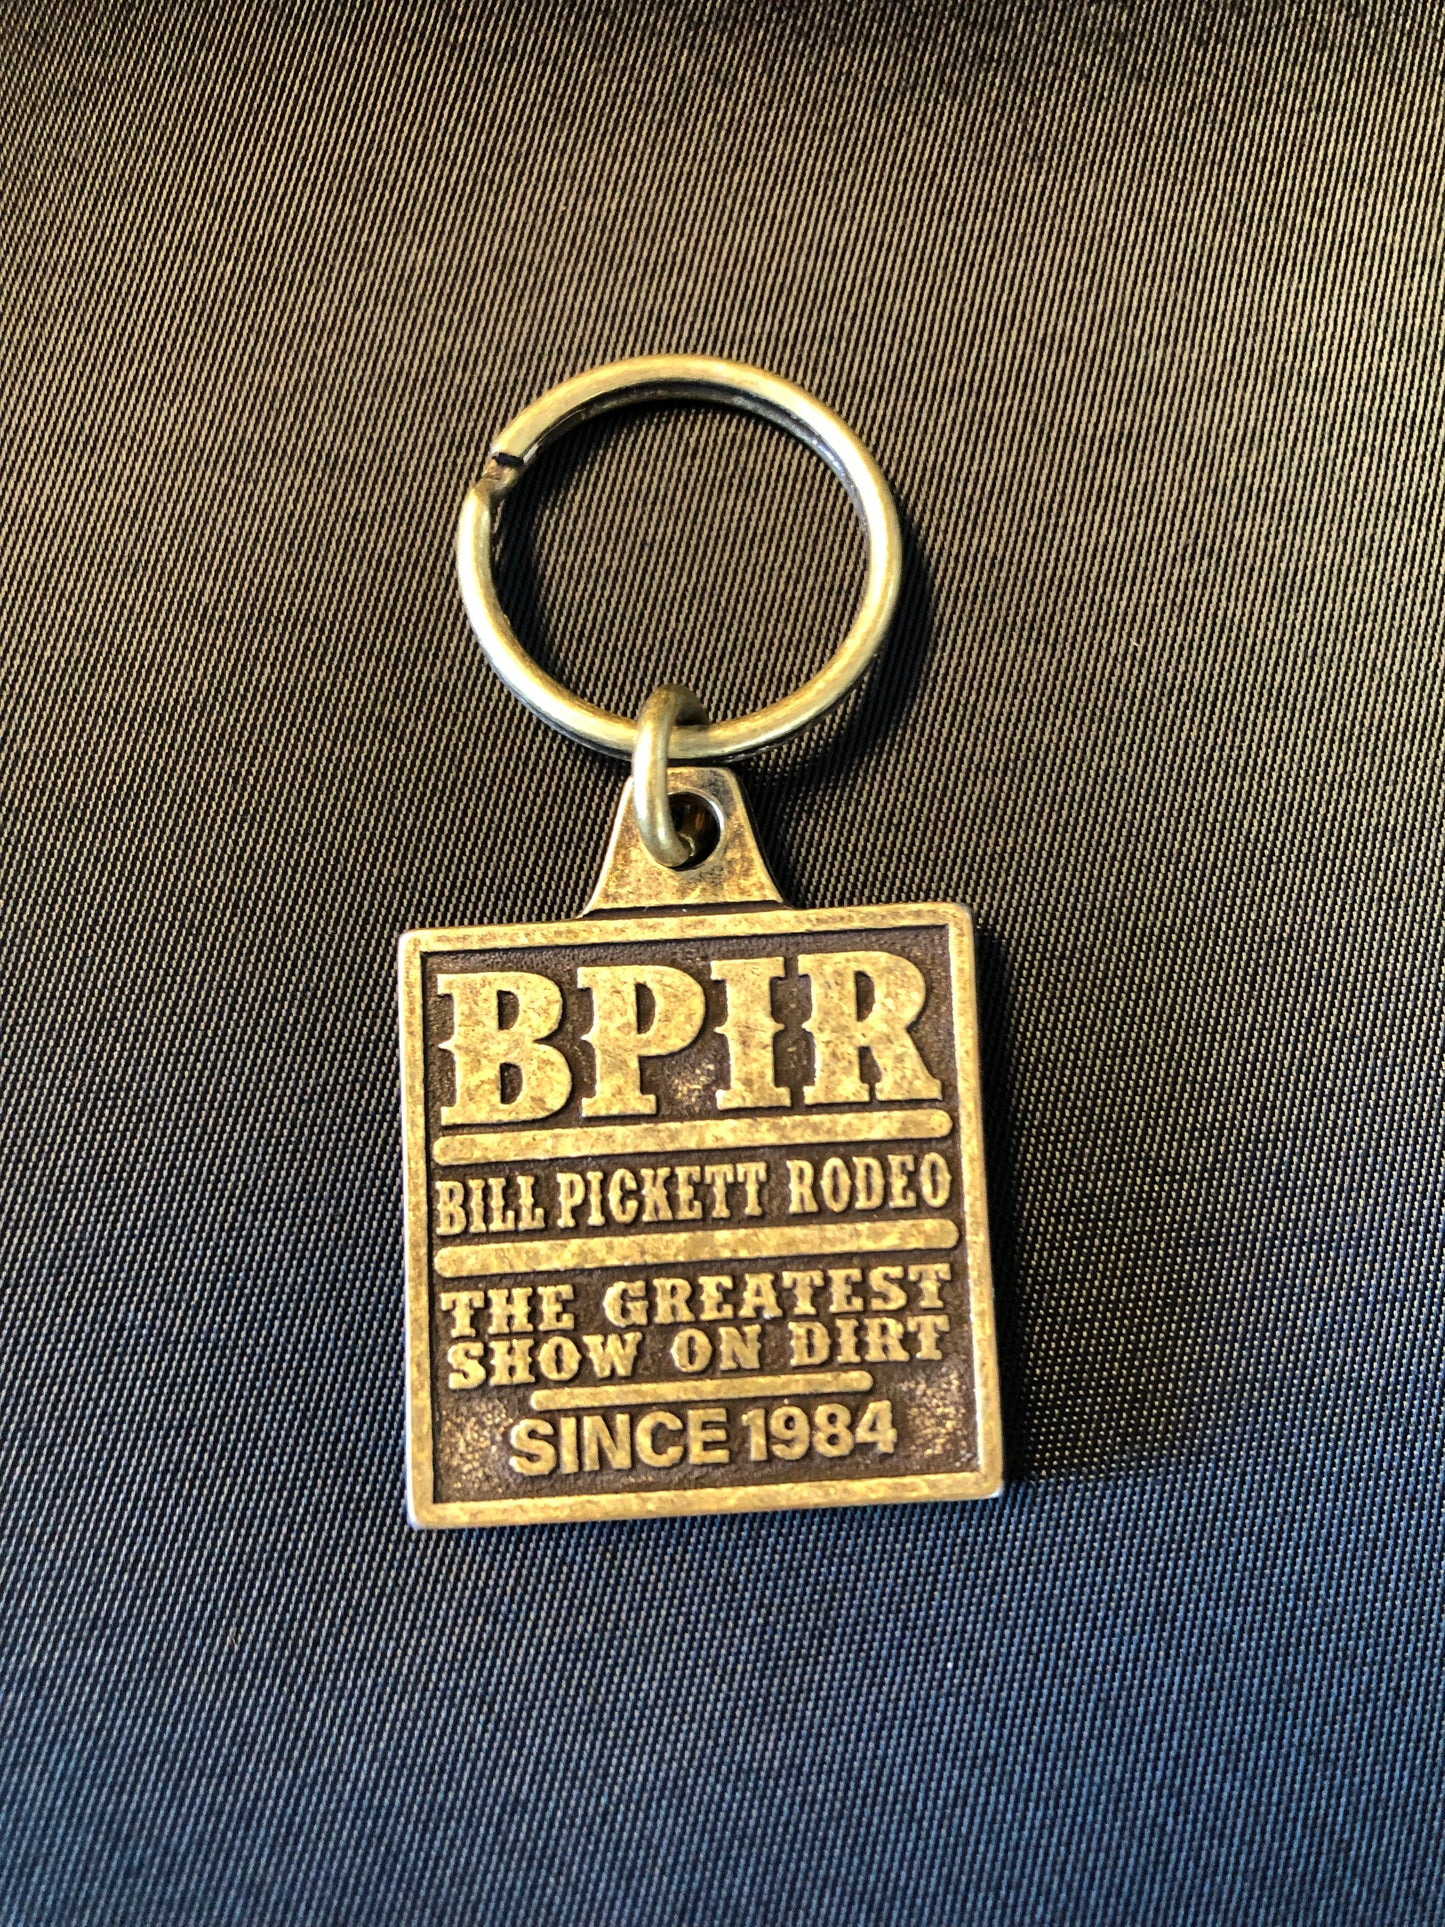 BPIR
BILL PICKETT RODEO
THE GREATEST
SHOW ON DIRT
SINCE 1984